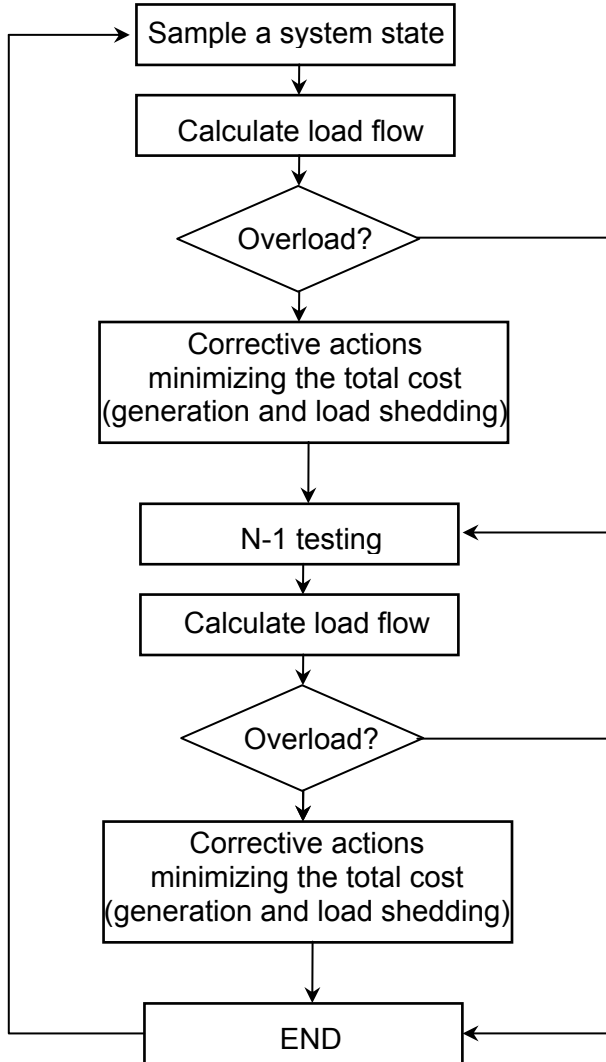 Sample a system state
Calculate load flow
Overload?
Corrective actions
minimizing the total cost
(generation and load shedding)
N-1 testing
Calculate load flow
Overload?
Corrective actions
minimizing the total cost
(generation and load shedding)
END